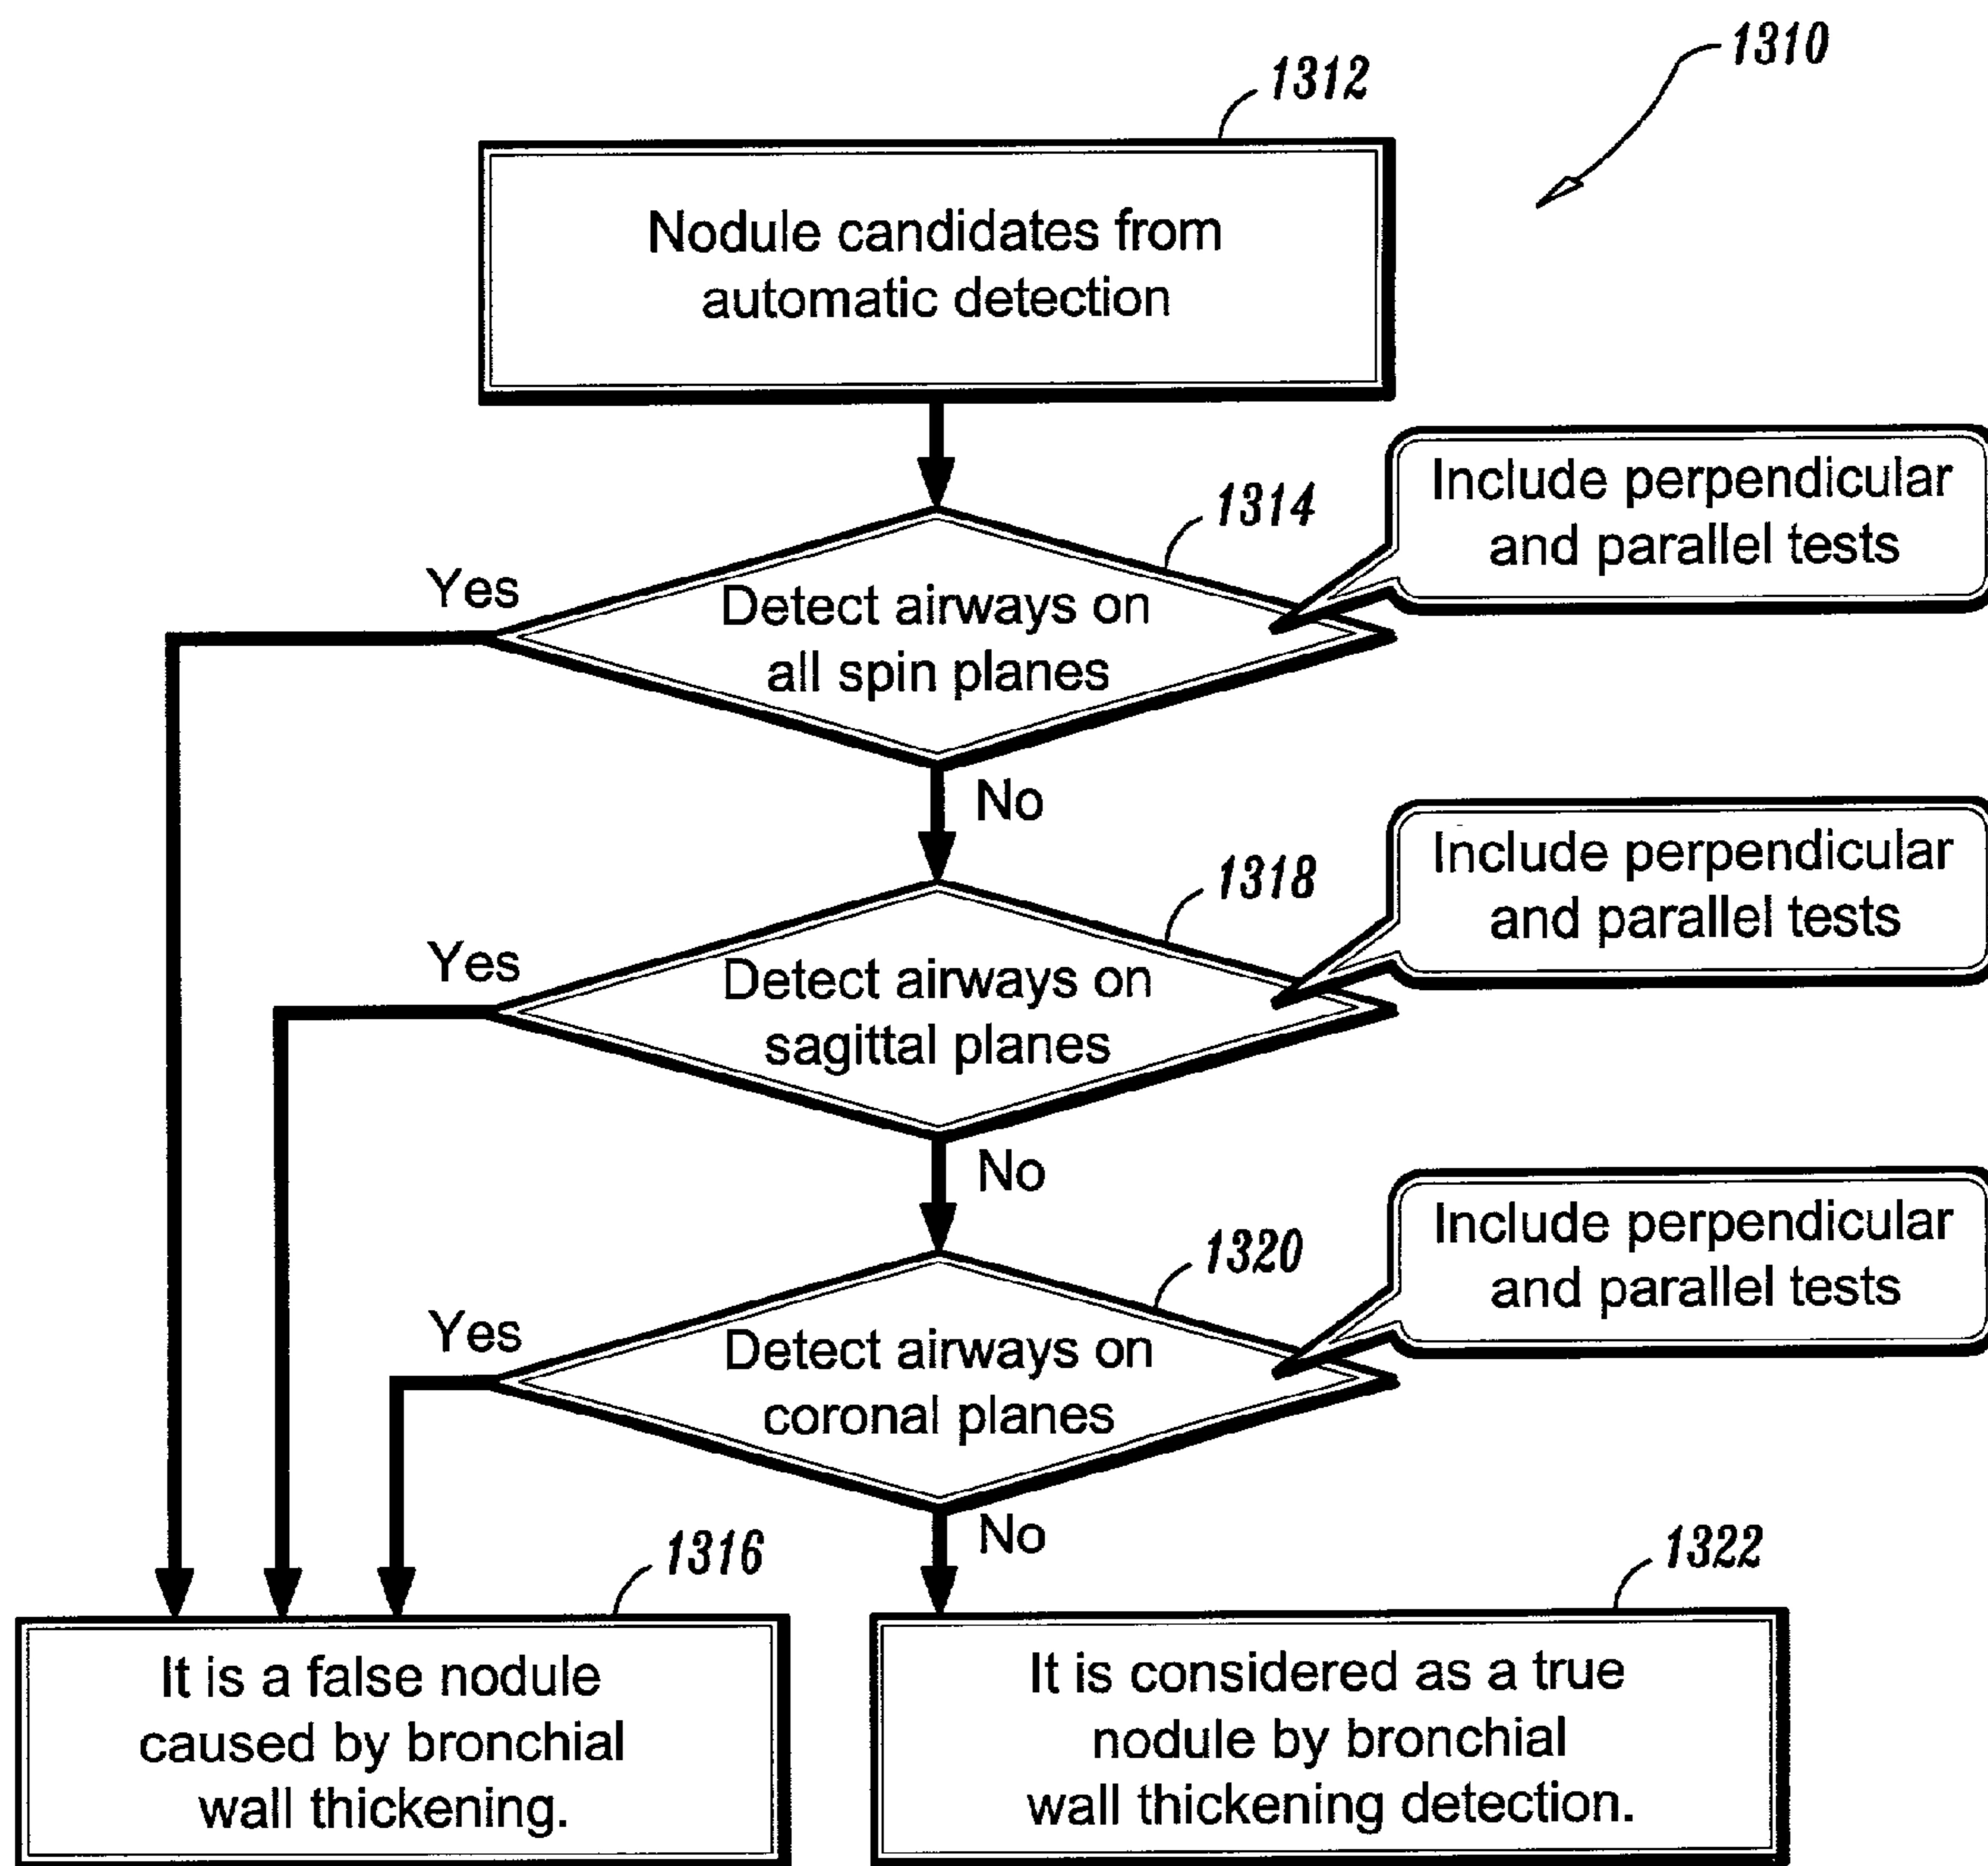 1310
1312
Nodule candidates from
automatic detection
Include perpendicular
and parallel tests
1314
Yes
Detect airways on
all spin planes
No
Include perpendicular
and parallel tests
1318
Yes
Detect airways on
sagittal planes
No
Include perpendicular
and parallel tests
1320
Yes
Detect airways on
coronal planes
No
1316
It is a false nodule
caused by bronchial
wall thickening.
1322
It is considered as a true
nodule by bronchial
wall thickening detection.